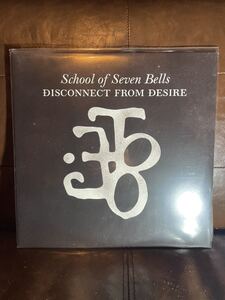 School of Seven Bells
DISCONNECT FROM DESIRE